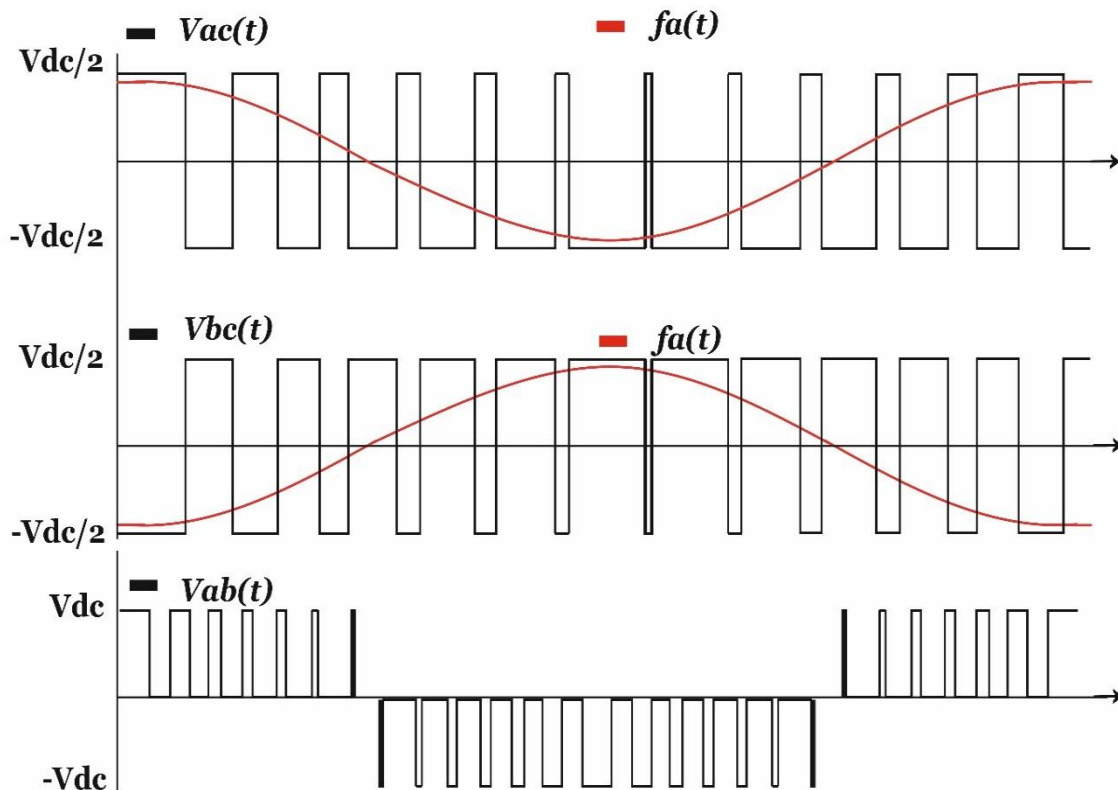 Vac(t) fa(t)
Vdc/2
-Vdc/2
Vbc(t) fa(t)
Vdc/2
-Vdc/2
Vab(t)
Vdc
-Vdc